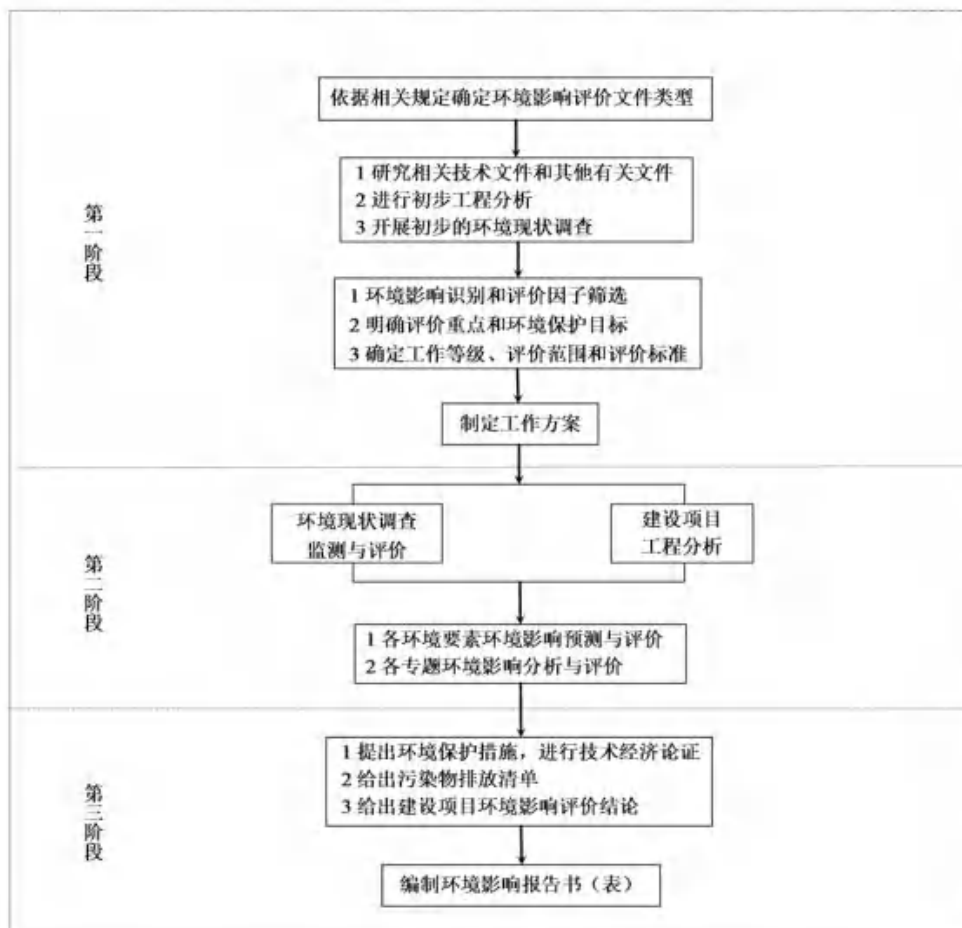 依据相关规定确定环境影响评价文件类型
1 研究相关技术文件和其他有关文件
2 进行初步工程分析
3 开展初步的环境现状调查
第一阶段
1 环境影响识别和评价因子筛选
2 明确评价重点和环境保护目标
3 确定工作等级、评价范围和评价标准
制定工作方案
环境现状调查
监测与评价
建设项目
工程分析
第二阶段
1 各环境要素环境影响预测与评价
2 各专题环境影响分析与评价
1 提出环境保护措施，进行技术经济论证
2 给出污染物排放清单
3 给出建设项目环境影响评价结论
第三阶段
编制环境影响报告书（表）